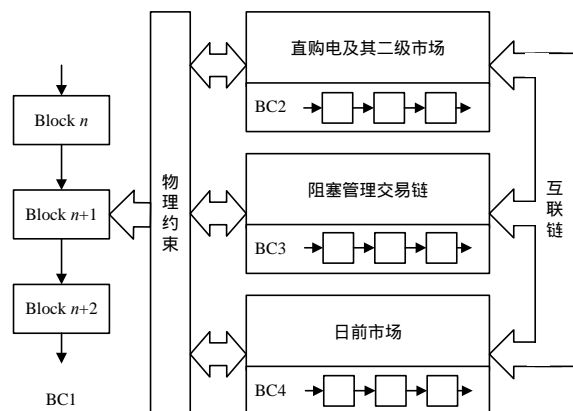 Block n
Block n+1
Block n+2
BC1
物理约束
直购电及其二级市场
BC2
阻塞管理交易链
BC3
日前市场
BC4
互联链